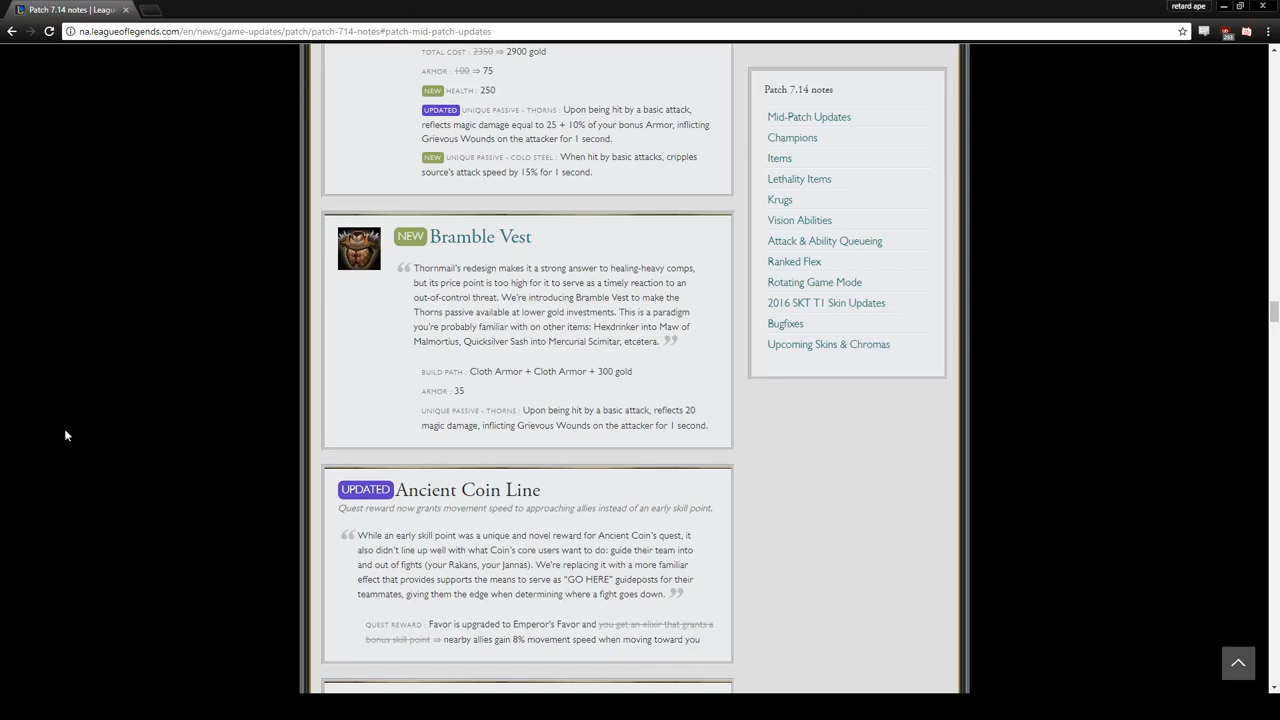 Patch 7.14 notes | Leagu
retard ape
na.leagueoflegends.com/en/news/game-updates/patch/patch-714-notes#patch-mid-patch-updates
293
TOTAL COST : 2350 ⇒ 2900 gold
ARMOR : 100 ⇒ 75
NEW HEALTH : 250
UPDATED UNIQUE PASSIVE - THORNS : Upon being hit by a basic attack,
reflects magic damage equal to 25 + 10% of your bonus Armor, inflicting
Grievous Wounds on the attacker for 1 second.
NEW UNIQUE PASSIVE - COLD STEEL : When hit by basic attacks, cripples
source's attack speed by 15% for 1 second.
NEW Bramble Vest
Thornmail's redesign makes it a strong answer to healing-heavy comps,
but its price point is too high for it to serve as a timely reaction to an
out-of-control threat. We're introducing Bramble Vest to make the
Thorns passive available at lower gold investments. This is a paradigm
you're probably familiar with on other items: Hexdrinker into Maw of
Malmortius, Quicksilver Sash into Mercurial Scimitar, etcetera.
BUILD PATH : Cloth Armor + Cloth Armor + 300 gold
ARMOR : 35
UNIQUE PASSIVE - THORNS : Upon being hit by a basic attack, reflects 20
magic damage, inflicting Grievous Wounds on the attacker for 1 second.
UPDATED Ancient Coin Line
Quest reward now grants movement speed to approaching allies instead of an early skill point.
While an early skill point was a unique and novel reward for Ancient Coin's quest, it
also didn't line up well with what Coin's core users want to do: guide their team into
and out of fights (your Rakans, your Jannas). We're replacing it with a more familiar
effect that provides supports the means to serve as "GO HERE" guideposts for their
teammates, giving them the edge when determining where a fight goes down.
QUEST REWARD : Favor is upgraded to Emperor's Favor and you get an elixir that grants a
bonus skill point ⇒ nearby allies gain 8% movement speed when moving toward you
Patch 7.14 notes
Mid-Patch Updates
Champions
Items
Lethality Items
Krugs
Vision Abilities
Attack & Ability Queueing
Ranked Flex
Rotating Game Mode
2016 SKT T1 Skin Updates
Bugfixes
Upcoming Skins & Chromas